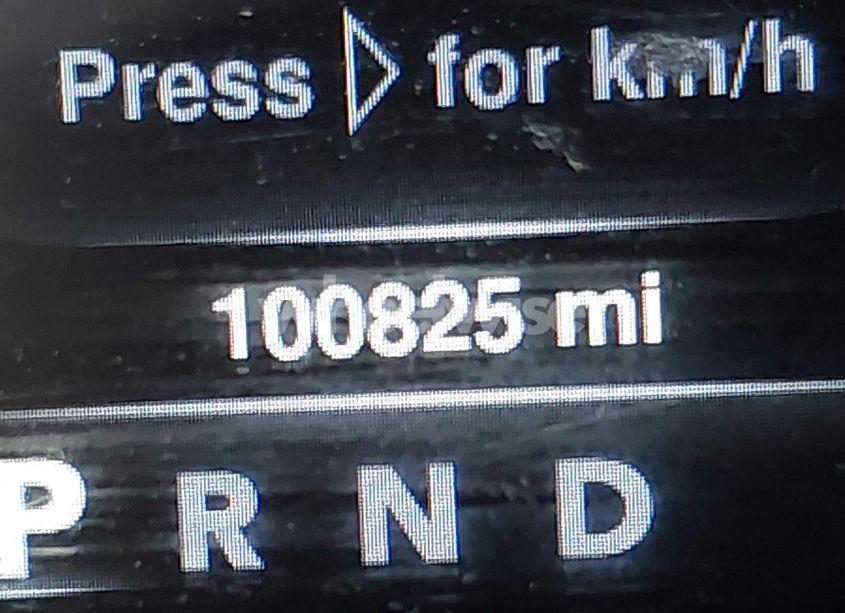 Press ▷ for km/h
100825 mi
P R N D